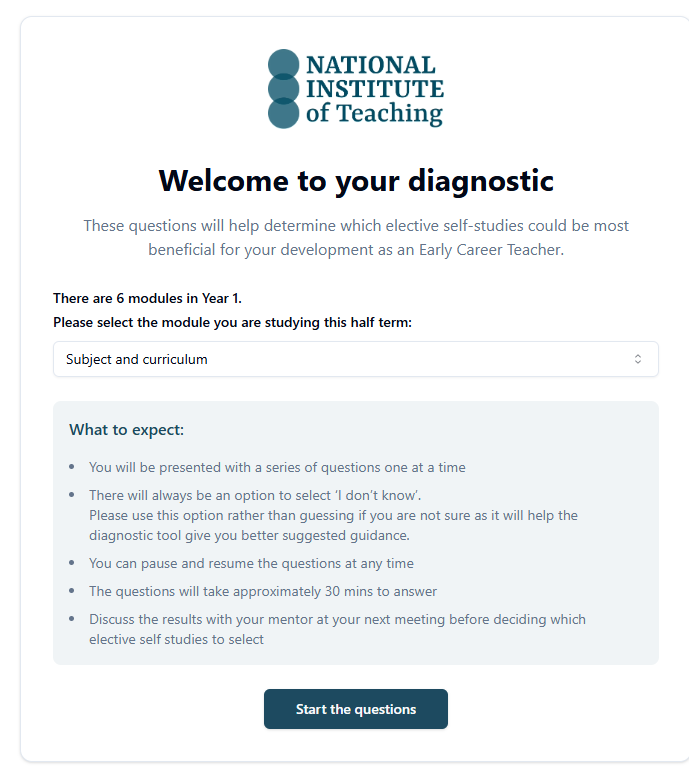 NATIONAL
INSTITUTE
of Teaching
Welcome to your diagnostic
These questions will help determine which elective self-studies could be most
beneficial for your development as an Early Career Teacher.
There are 6 modules in Year 1.
Please select the module you are studying this half term:
Subject and curriculum
What to expect:
You will be presented with a series of questions one at a time
There will always be an option to select ‘I don’t know’.
Please use this option rather than guessing if you are not sure as it will help the
diagnostic tool give you better suggested guidance.
You can pause and resume the questions at any time
The questions will take approximately 30 mins to answer
Discuss the results with your mentor at your next meeting before deciding which
elective self studies to select
Start the questions